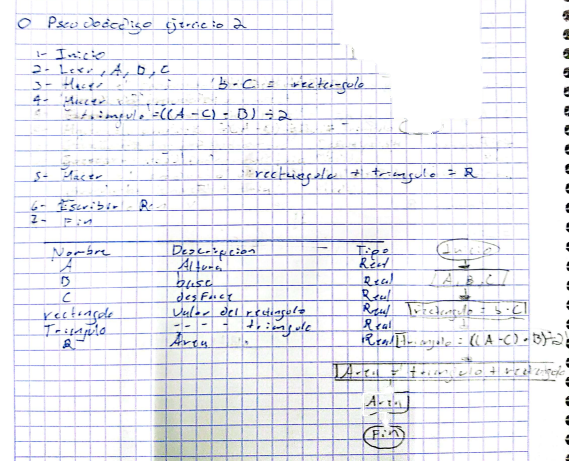 Pseudodódigo ejercicio 2
1- Inicio
2- Leer, A, B, C
3- Hacer b·C = rectangulo
4- Hacer
triangulo = ((A-C)·B)÷2
5- Hacer rectangulo + triangulo = R
6- Escribir R
7- Fin
Nombre Descripcion Tipo
A Altura Real
B base Real
C desface Real
rectangulo Valor del rectangulo Real
Triangulo - - - - triangulo Real
R Area Real
Inicio
A, B, C
rectangulo = b·C
triangulo = ((A-C)·B)÷2
Area = triangulo + rectangulo
Area
Fin